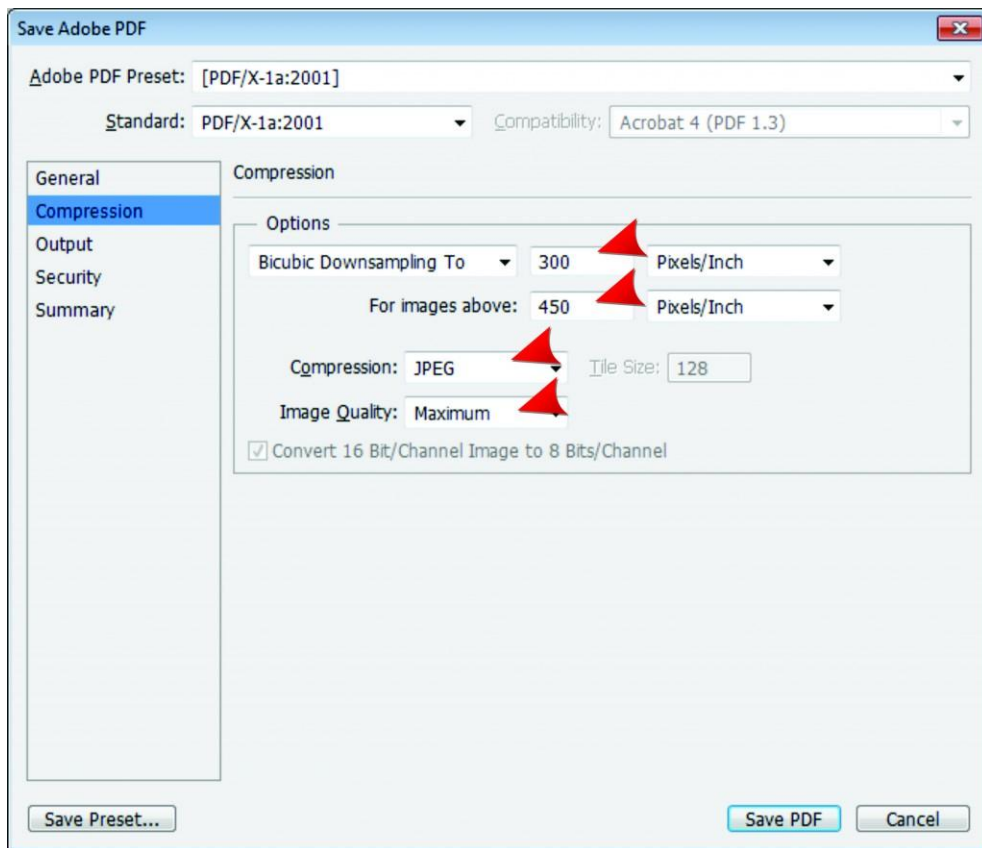 Save Adobe PDF
Adobe PDF Preset: [PDF/X-1a:2001]
Standard: PDF/X-1a:2001 Compatibility: Acrobat 4 (PDF 1.3)
General
Compression
Output
Security
Summary
Compression
Options
Bicubic Downsampling To 300 Pixels/Inch
For images above: 450 Pixels/Inch
Compression: JPEG Tile Size: 128
Image Quality: Maximum
Convert 16 Bit/Channel Image to 8 Bits/Channel
Save Preset... Save PDF Cancel